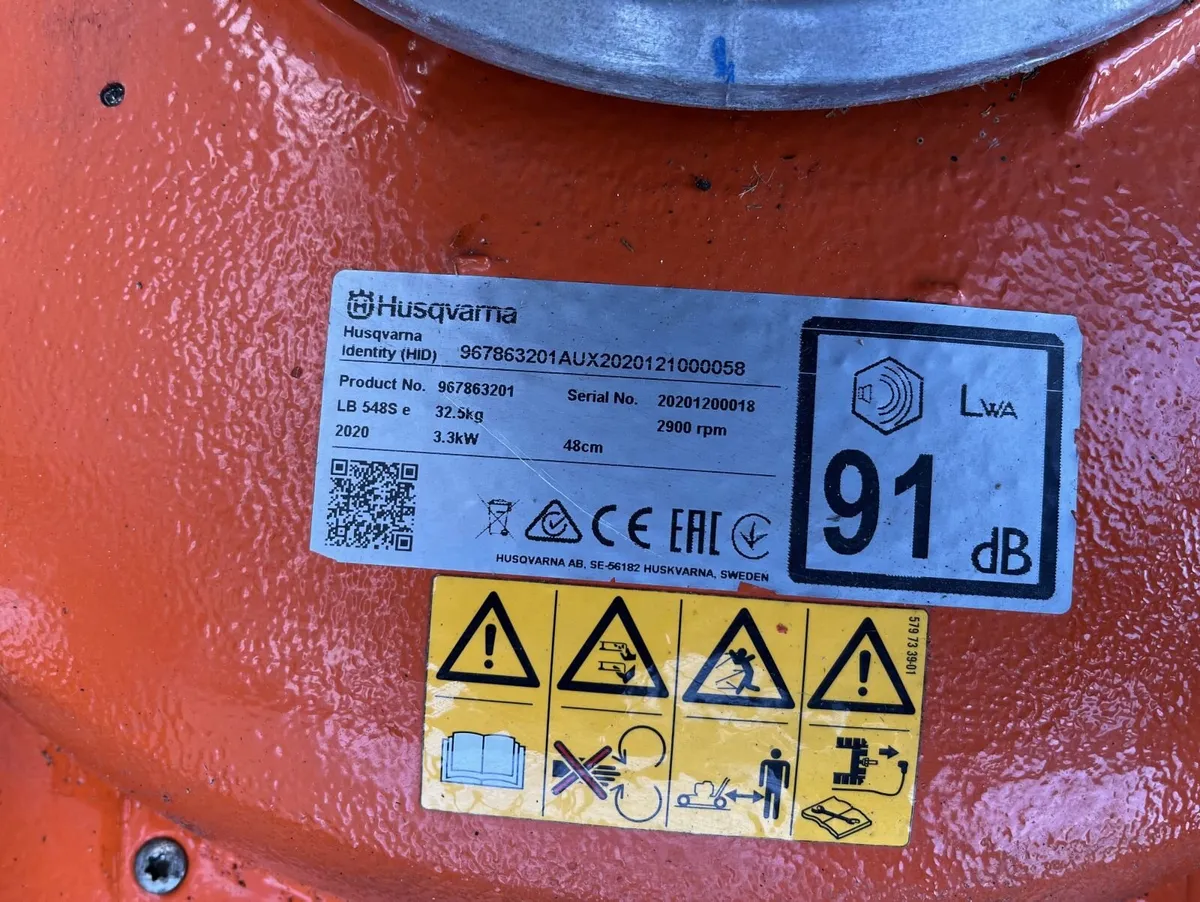 Husqvarna
Husqvarna
Identity (HID) 967863201AUX2020121000058
Product No. 967863201 Serial No. 20201200018
LB 548S e 32.5kg 2900 rpm
2020 3.3kW 48cm
CE EAC
HUSQVARNA AB, SE-56182 HUSKVARNA, SWEDEN
LWA
91
dB
579 73 39-01